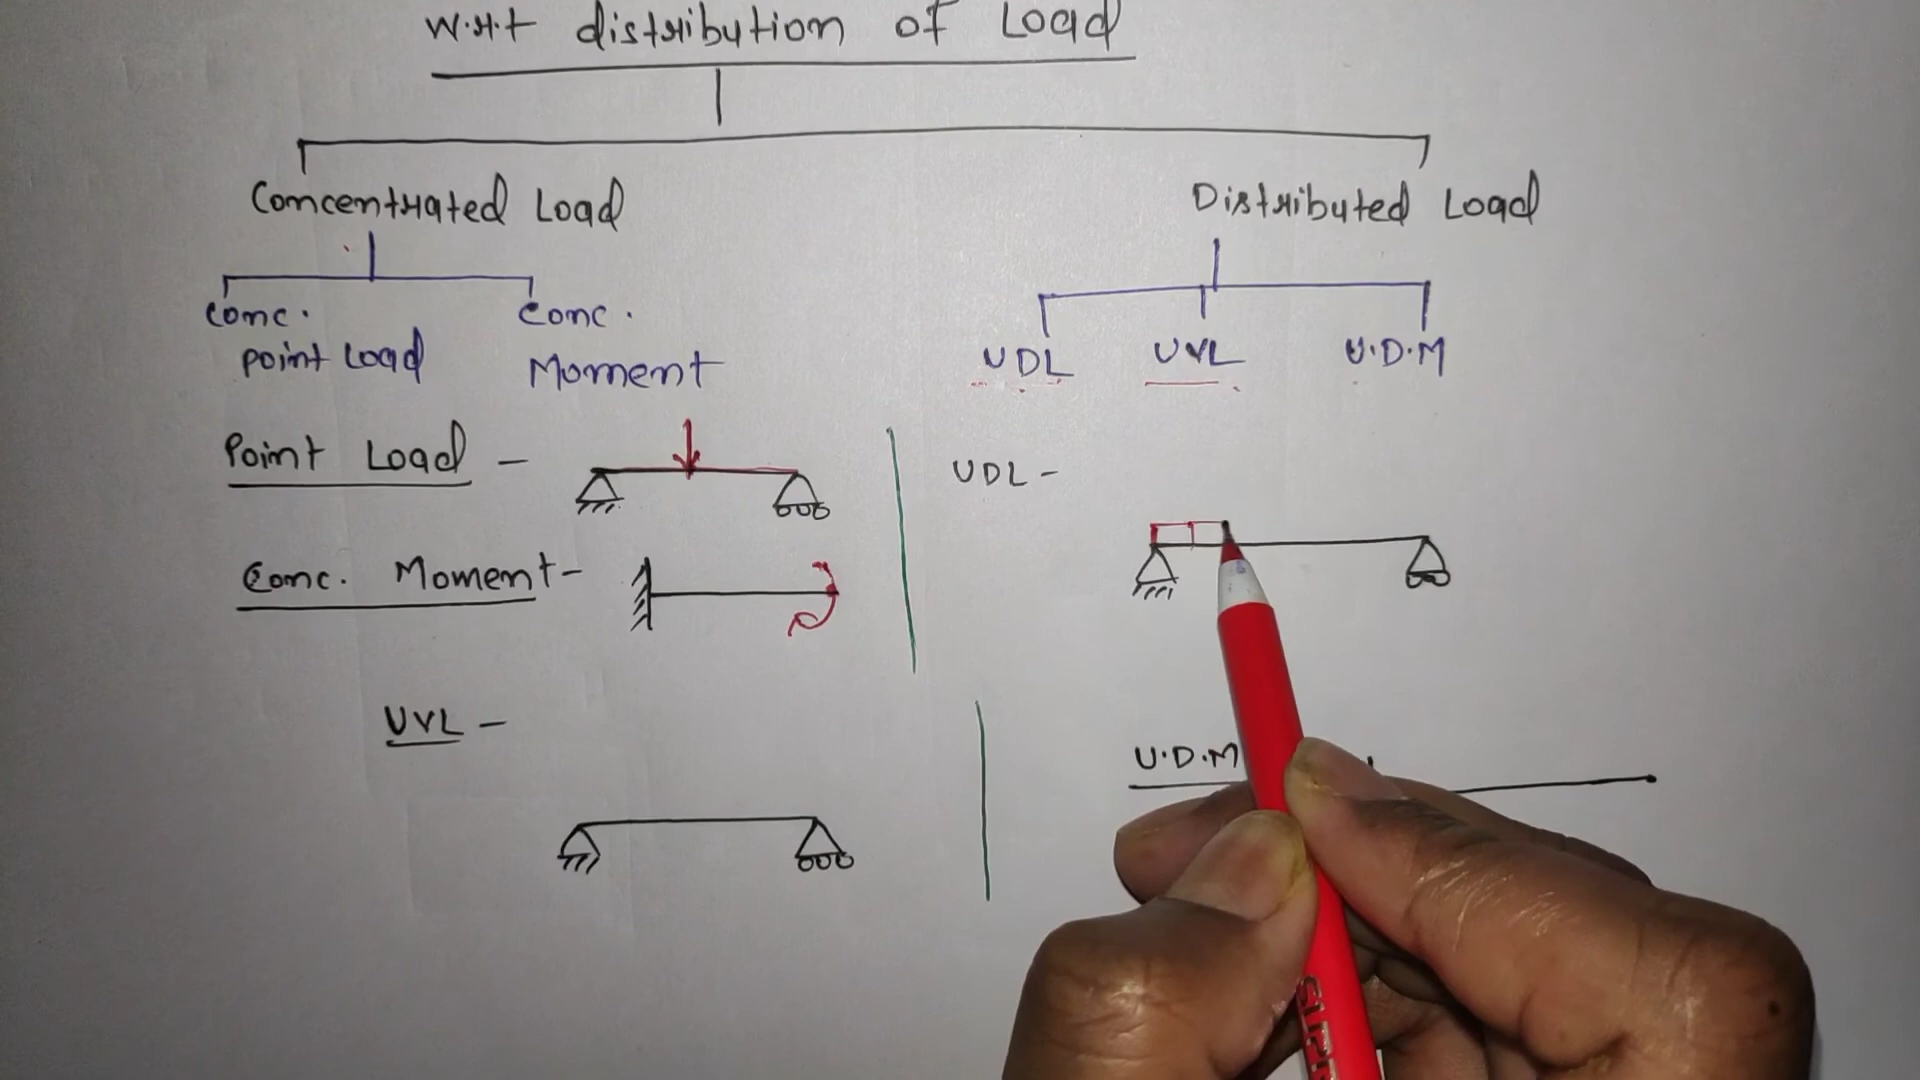 w.r.t distribution of Load
Concentrated Load
Distributed Load
Conc.
point Load
Conc.
Moment
UDL
UVL
U.D.M
Point Load -
UDL -
Conc. Moment -
UVL -
U.D.M